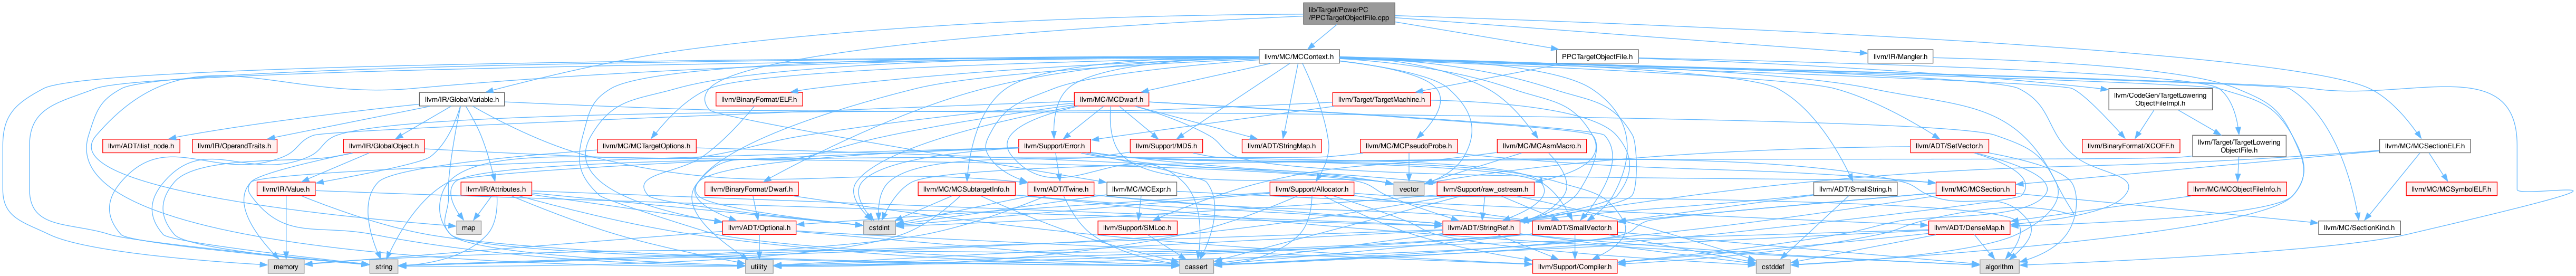 lib/Target/PowerPC
/PPCTargetObjectFile.cpp
llvm/MC/MCContext.h
PPCTargetObjectFile.h
llvm/IR/Mangler.h
llvm/IR/GlobalVariable.h
llvm/BinaryFormat/ELF.h
llvm/MC/MCDwarf.h
llvm/Target/TargetMachine.h
llvm/CodeGen/TargetLowering
ObjectFileImpl.h
llvm/ADT/ilist_node.h
llvm/IR/OperandTraits.h
llvm/IR/GlobalObject.h
llvm/MC/MCTargetOptions.h
llvm/Support/Error.h
llvm/Support/MD5.h
llvm/ADT/StringMap.h
llvm/MC/MCPseudoProbe.h
llvm/MC/MCAsmMacro.h
llvm/ADT/SetVector.h
llvm/BinaryFormat/XCOFF.h
llvm/Target/TargetLowering
ObjectFile.h
llvm/MC/MCSectionELF.h
llvm/IR/Value.h
llvm/IR/Attributes.h
llvm/BinaryFormat/Dwarf.h
llvm/MC/MCSubtargetInfo.h
llvm/ADT/Twine.h
llvm/MC/MCExpr.h
llvm/Support/Allocator.h
vector
llvm/Support/raw_ostream.h
llvm/ADT/SmallString.h
llvm/MC/MCSection.h
llvm/MC/MCObjectFileInfo.h
llvm/MC/MCSymbolELF.h
map
llvm/ADT/Optional.h
cstdint
llvm/Support/SMLoc.h
llvm/ADT/StringRef.h
llvm/ADT/SmallVector.h
llvm/ADT/DenseMap.h
llvm/MC/SectionKind.h
memory
string
utility
cassert
llvm/Support/Compiler.h
cstddef
algorithm